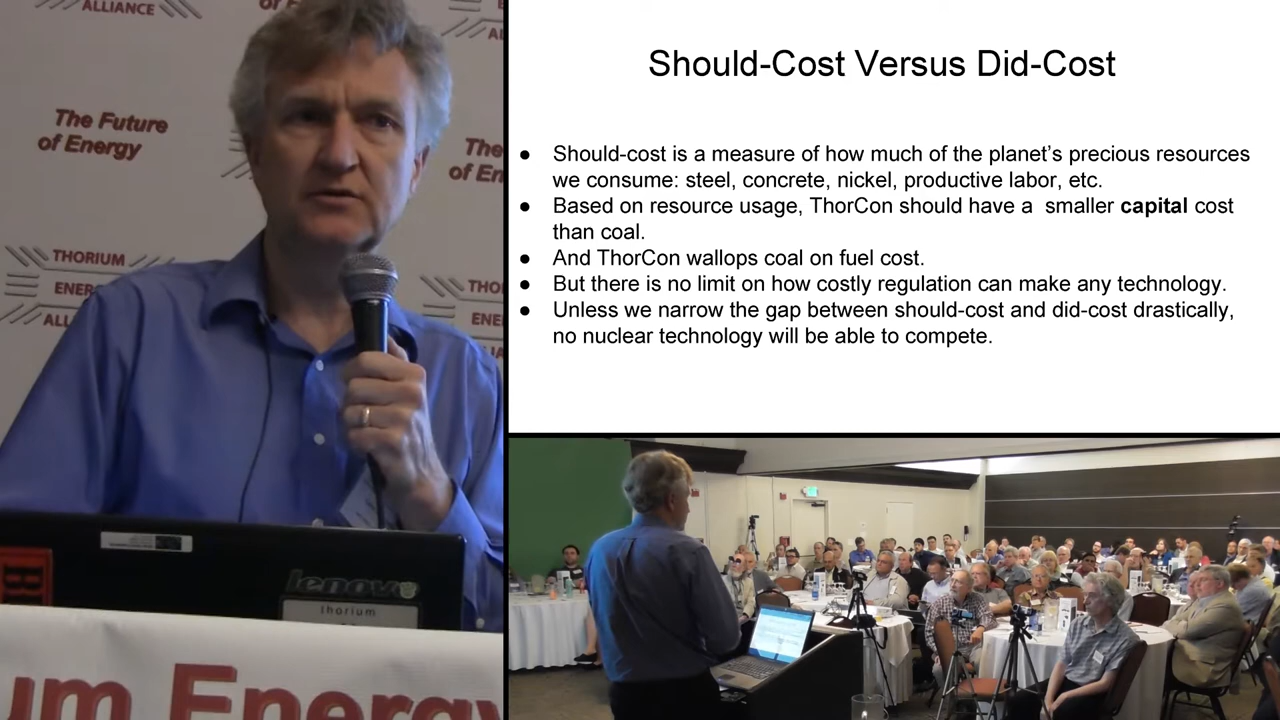 ALLIANCE
of
The Future
of Energy
The
of En
THORIUM
ENERG
ALL
THO
ENE
lenovo
thorium
um Energy
Should-Cost Versus Did-Cost
● Should-cost is a measure of how much of the planet’s precious resources
we consume: steel, concrete, nickel, productive labor, etc.
● Based on resource usage, ThorCon should have a smaller capital cost
than coal.
● And ThorCon wallops coal on fuel cost.
● But there is no limit on how costly regulation can make any technology.
● Unless we narrow the gap between should-cost and did-cost drastically,
no nuclear technology will be able to compete.